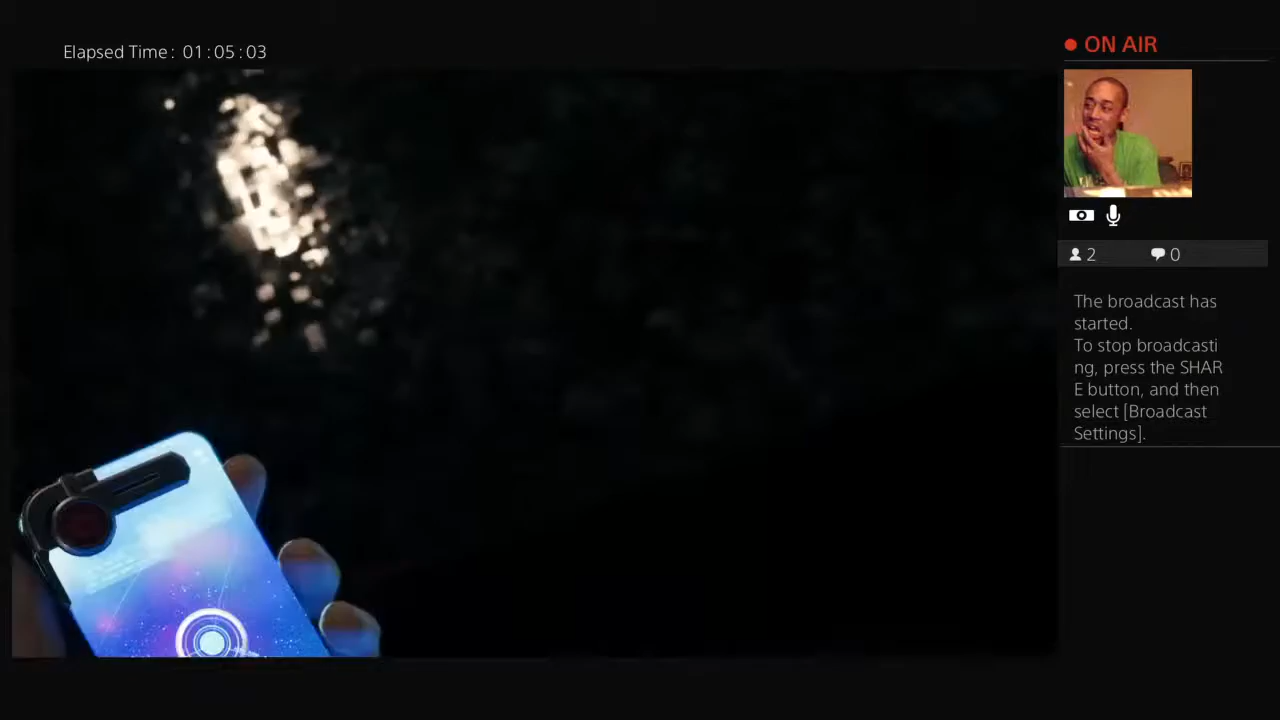 Elapsed Time: 01:05:03
ON AIR
2 0
The broadcast has
started.
To stop broadcasti
ng, press the SHAR
E button, and then
select [Broadcast
Settings].